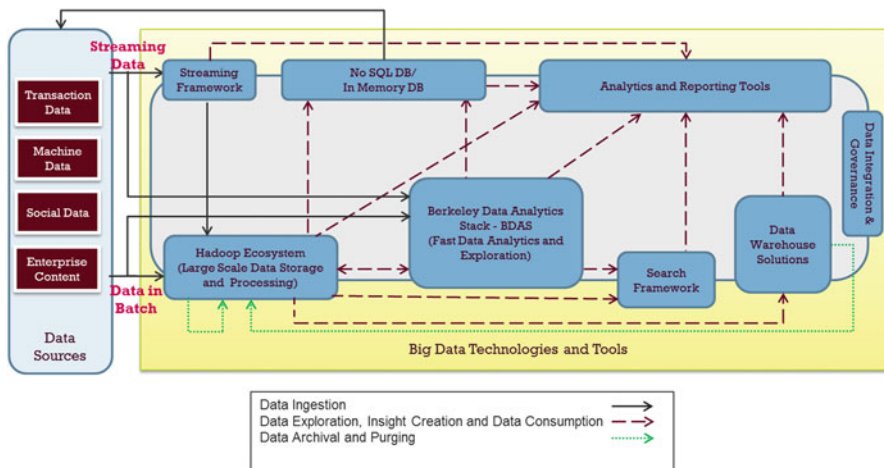 Streaming
Data
Transaction
Data
Machine
Data
Social Data
Enterprise
Content
Data in
Batch
Data
Sources
Streaming
Framework
No SQL DB/
In Memory DB
Analytics and Reporting Tools
Data Integration &
Governance
Berkeley Data Analytics
Stack - BDAS
(Fast Data Analytics and
Exploration)
Hadoop Ecosystem
(Large Scale Data Storage
and Processing)
Search
Framework
Data
Warehouse
Solutions
Big Data Technologies and Tools
Data Ingestion
Data Exploration, Insight Creation and Data Consumption
Data Archival and Purging